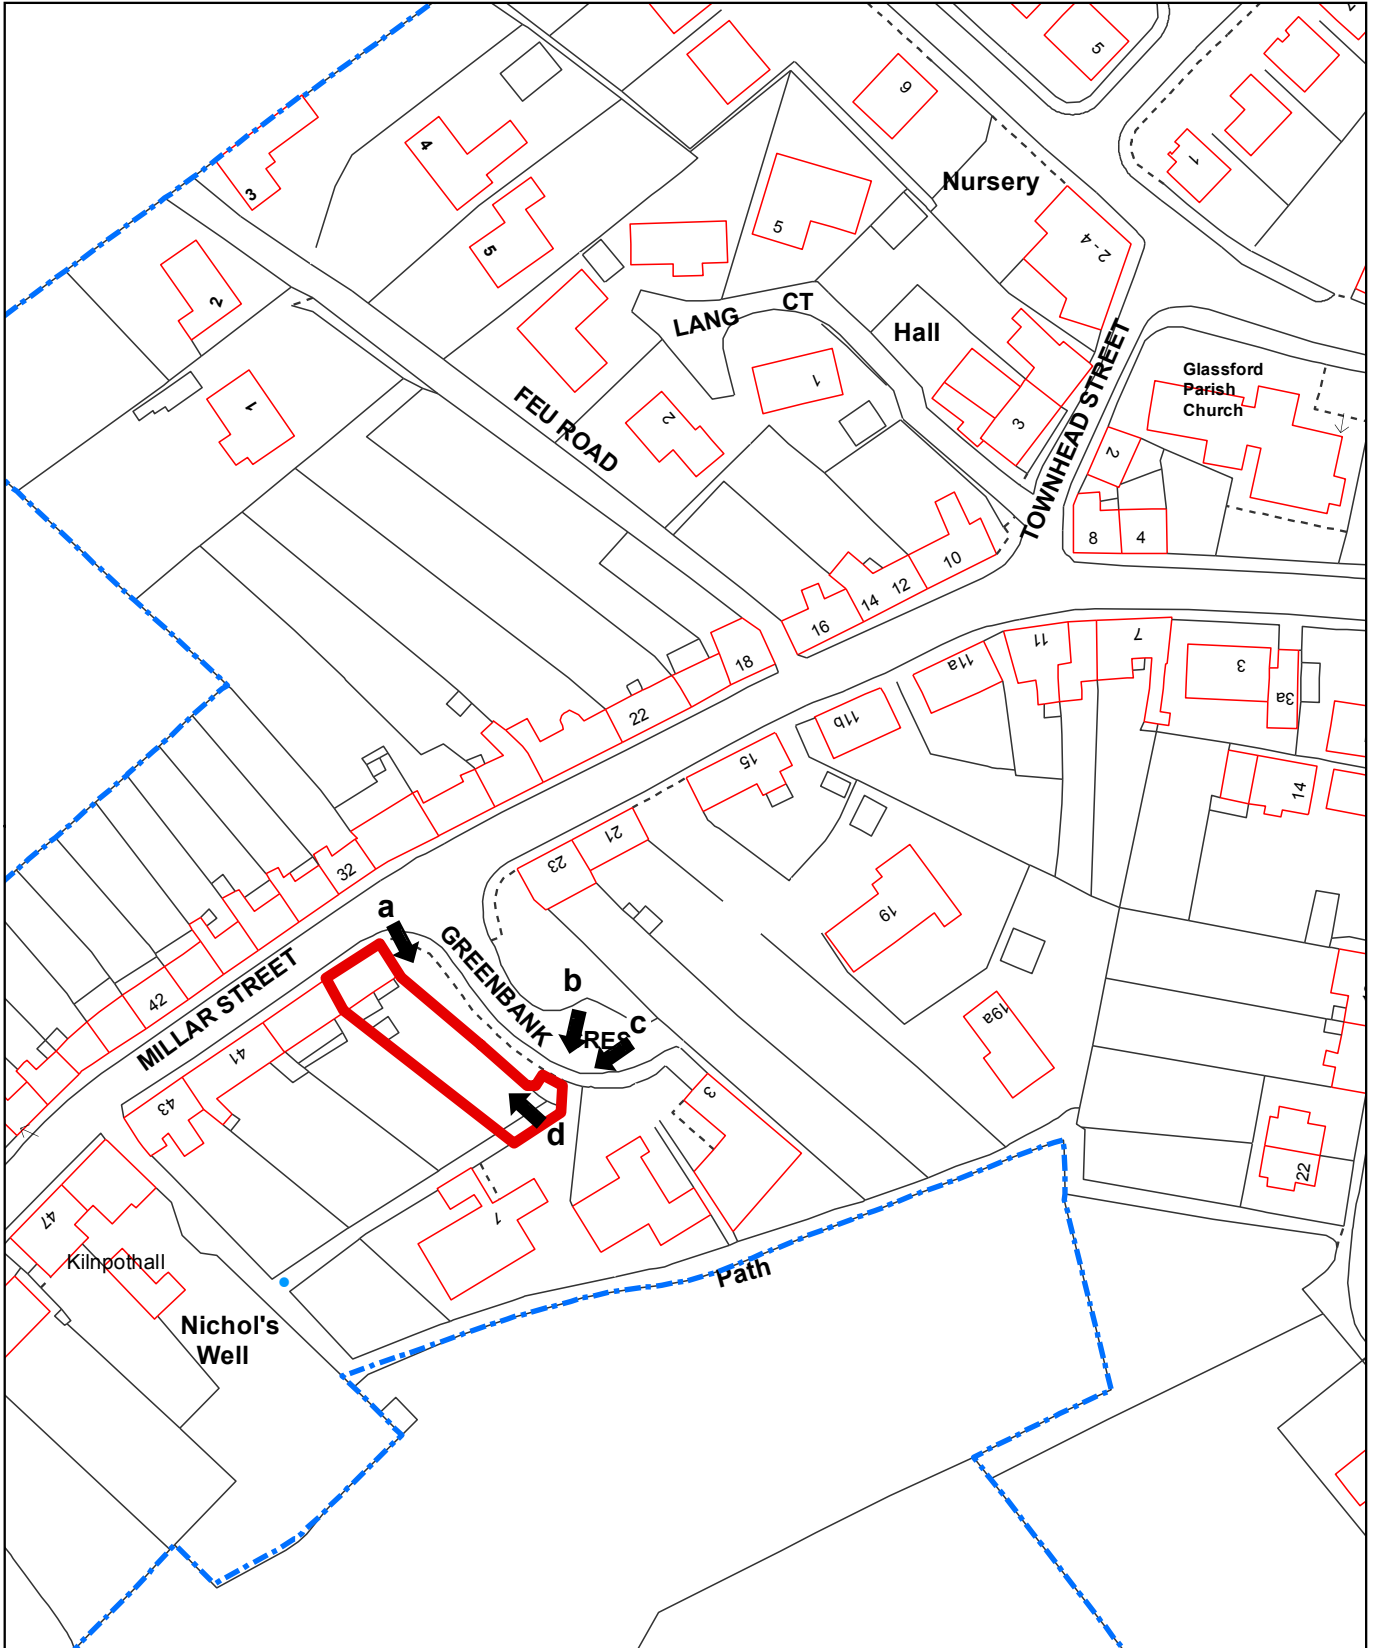 5
6
4
Nursery
1
3
5
5
2-4
2
CT
LANG
Hall
Glassford
Parish
Church
1
1
FEU ROAD
2
3
TOWNHEAD STREET
2
8
4
10
12
14
16
18
11
7
11a
3
3a
22
11b
15
14
21
23
32
19
a
GREENBANK
b
42
MILLAR STREET
19a
c
CRES
41
43
3
d
22
47
1
Kilnpothall
Path
Nichol's
Well